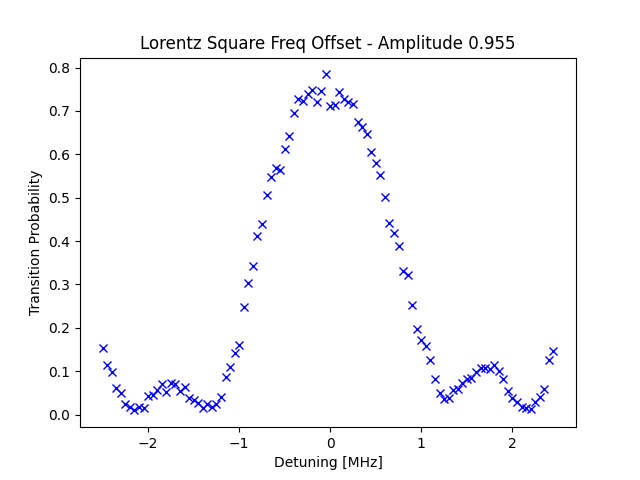 Lorentz Square Freq Offset - Amplitude 0.955
Transition Probability
0.8
0.7
0.6
0.5
0.4
0.3
0.2
0.1
0.0
−2 −1 0 1 2
Detuning [MHz]